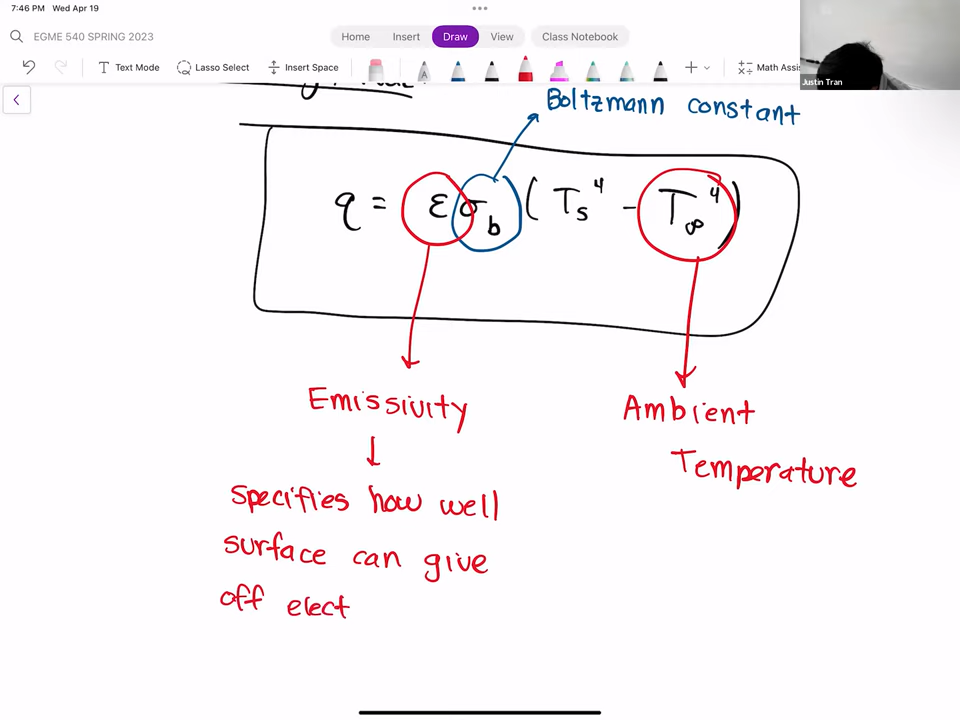 7:46 PM Wed Apr 19
EGME 540 SPRING 2023
Home Insert Draw View Class Notebook
Text Mode Lasso Select Insert Space Math Assis
Justin Tran
Boltzmann constant
q = εσb (Ts⁴ - T∞⁴)
Emissivity
Ambient
Temperature
specifies how well
surface can give
off elect